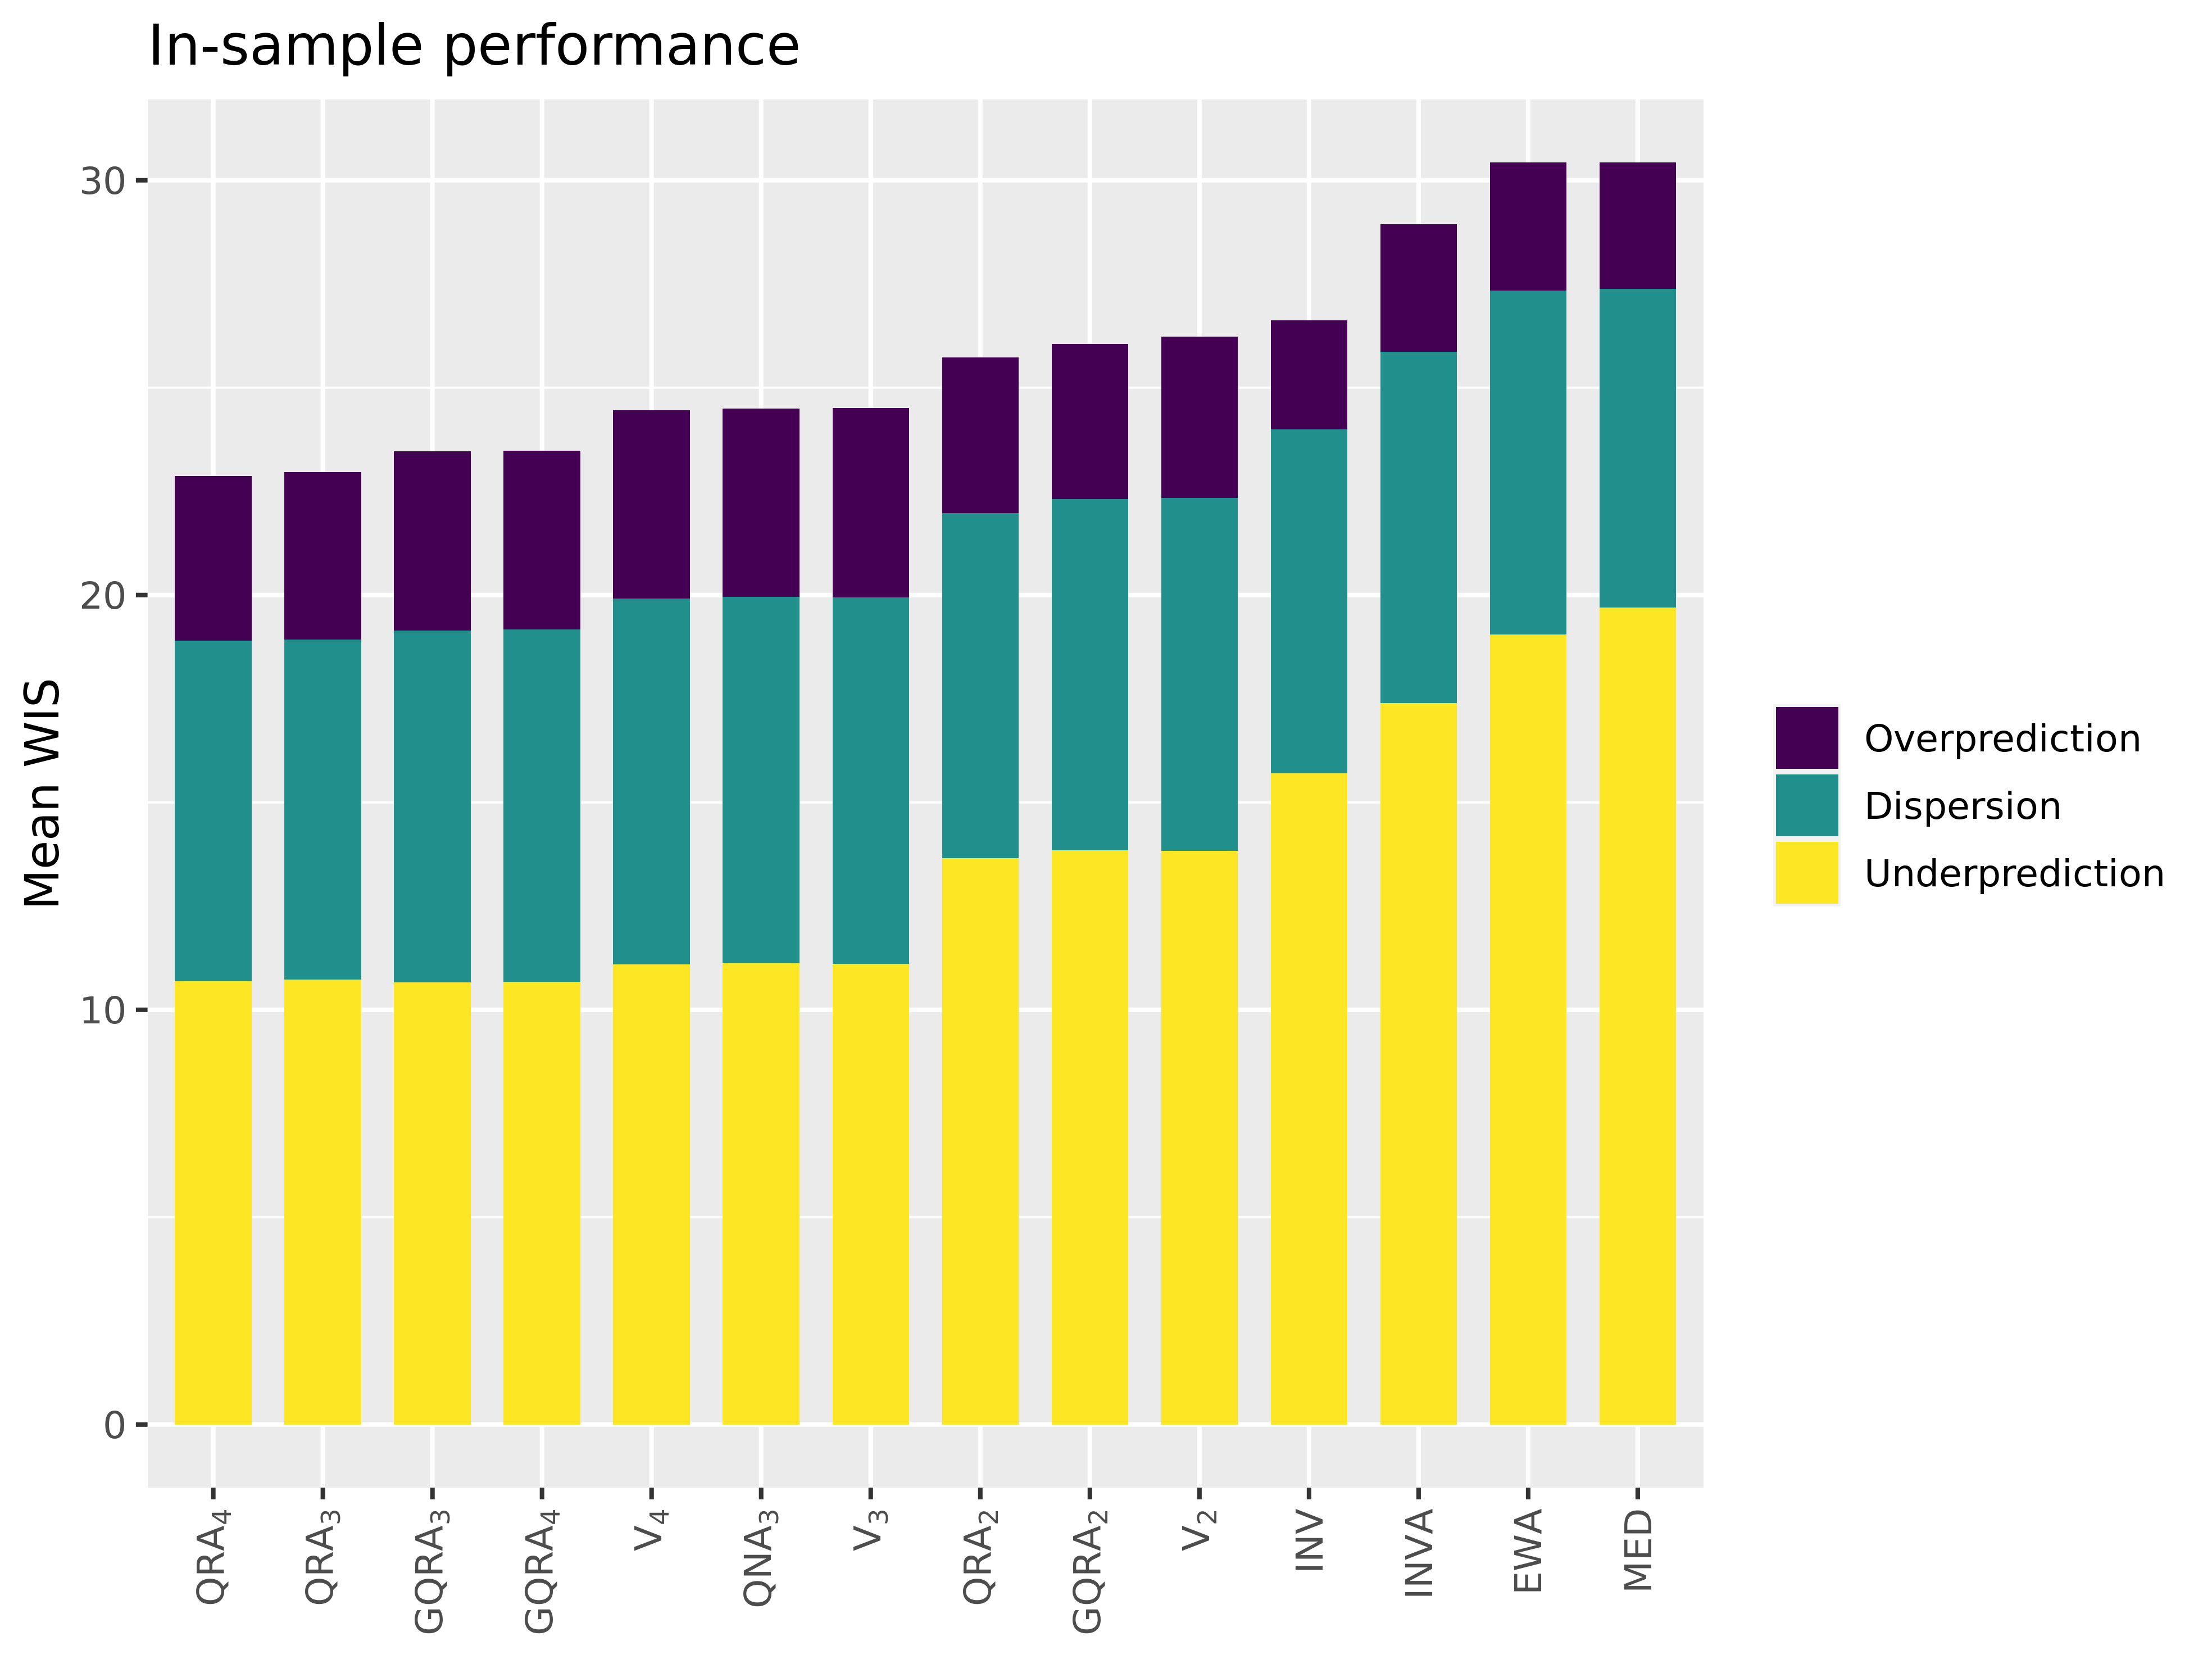 In-sample performance
Mean WIS
30
20
10
0
QRA₄
QRA₃
GQRA₃
GQRA₄
V₄
QNA₃
V₃
QRA₂
GQRA₂
V₂
INV
INVA
EWA
MED
Overprediction
Dispersion
Underprediction